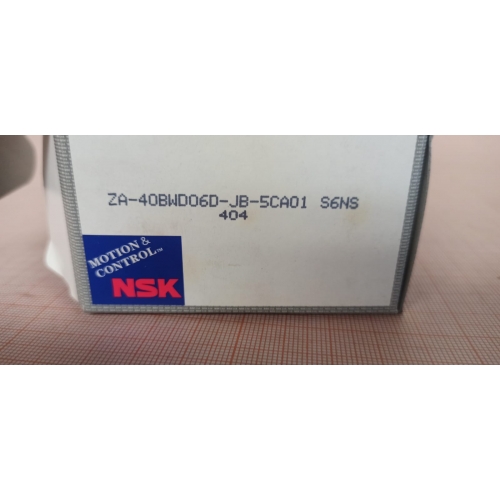 ZA-40BWD06D-JB-5CA01 S6NS
404
MOTION &
CONTROL™
NSK